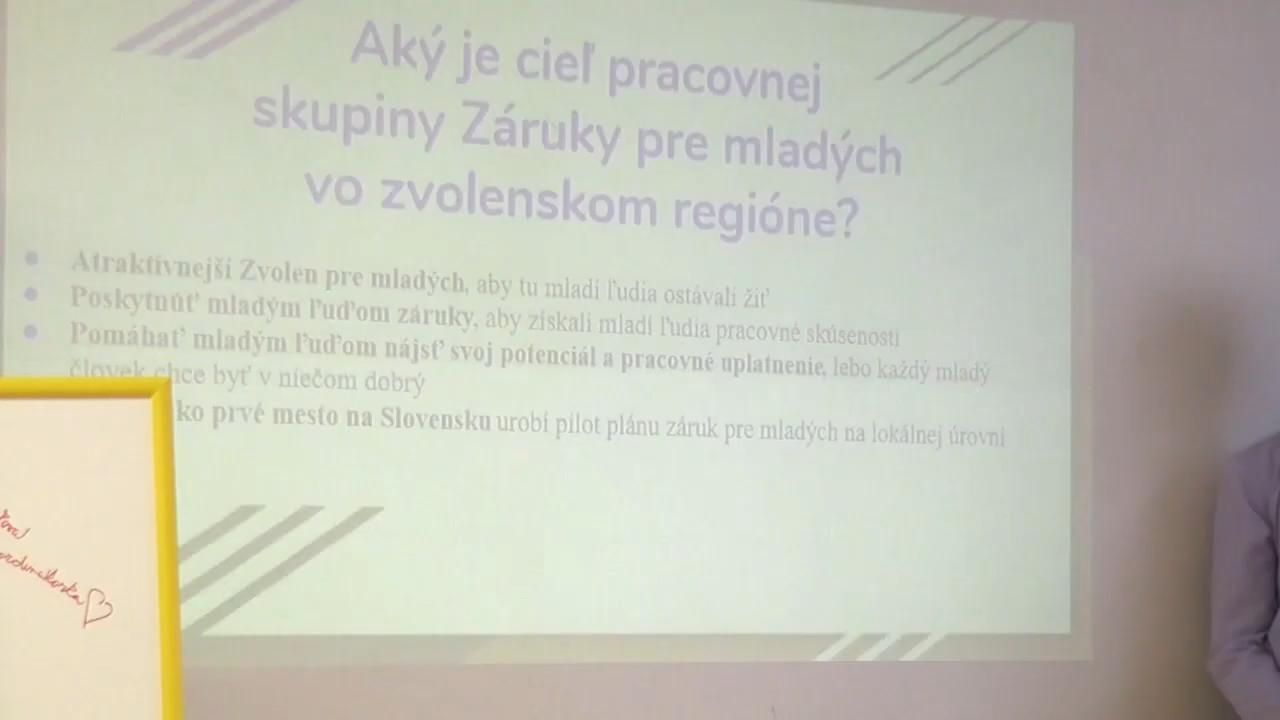 Aký je cieľ pracovnej
skupiny Záruky pre mladých
vo zvolenskom regióne?
Atraktívnejší Zvolen pre mladých, aby tu mladí ľudia ostávali žiť
Poskytnúť mladým ľuďom záruky, aby získali mladí ľudia pracovné skúsenosti
Pomáhať mladým ľuďom nájsť svoj potenciál a pracovné uplatnenie, lebo každý mladý
človek chce byť v niečom dobrý
ko prvé mesto na Slovensku urobí pilot plánu záruk pre mladých na lokálnej úrovni